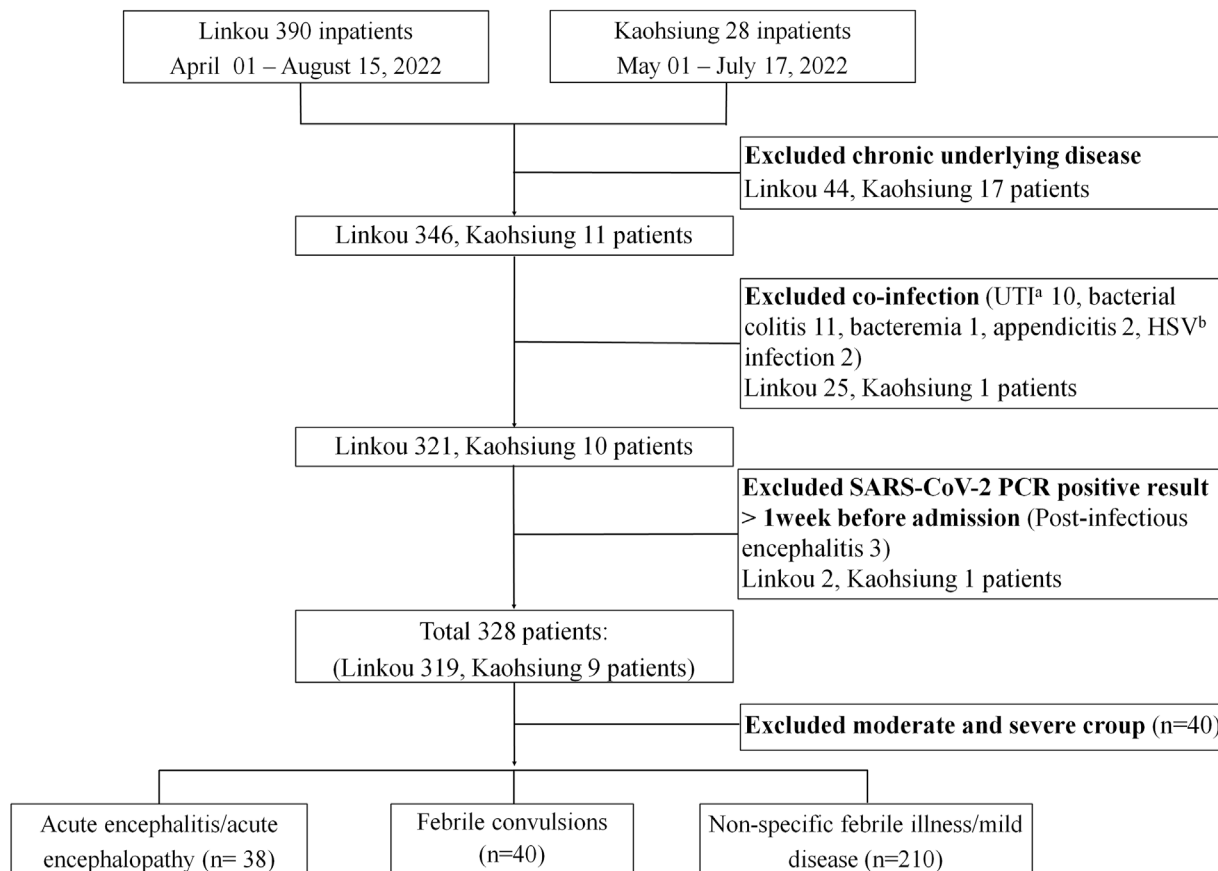 Linkou 390 inpatients
April  01 – August 15, 2022
Kaohsiung 28 inpatients
May 01 – July 17, 2022
Excluded chronic underlying disease
Linkou 44, Kaohsiung 17 patients
Linkou 346, Kaohsiung 11 patients
Excluded co-infection (UTIᵃ 10, bacterial
colitis 11, bacteremia 1, appendicitis 2, HSVᵇ
infection 2)
Linkou 25, Kaohsiung 1 patients
Linkou 321, Kaohsiung 10 patients
Excluded SARS-CoV-2 PCR positive result
> 1week before admission (Post-infectious
encephalitis 3)
Linkou 2, Kaohsiung 1 patients
Total 328 patients:
(Linkou 319, Kaohsiung 9 patients)
Excluded moderate and severe croup (n=40)
Acute encephalitis/acute
encephalopathy (n= 38)
Febrile convulsions
(n=40)
Non-specific febrile illness/mild
disease (n=210)